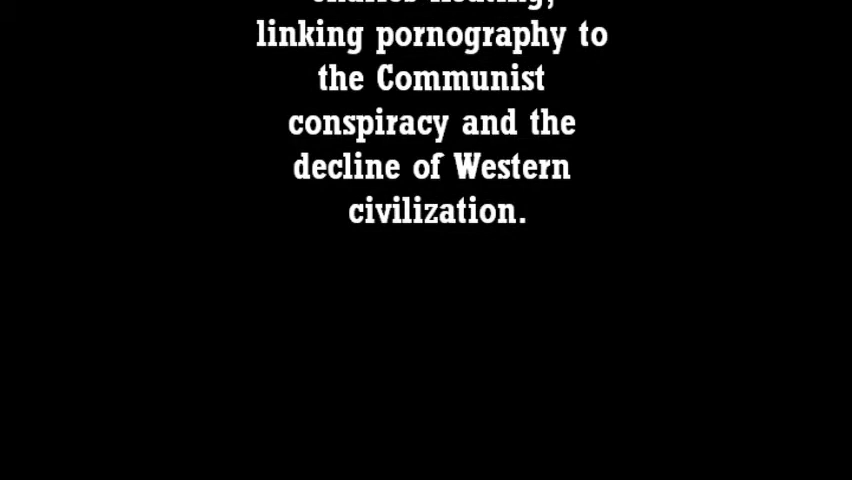 linking pornography to
the Communist
conspiracy and the
decline of Western
civilization.